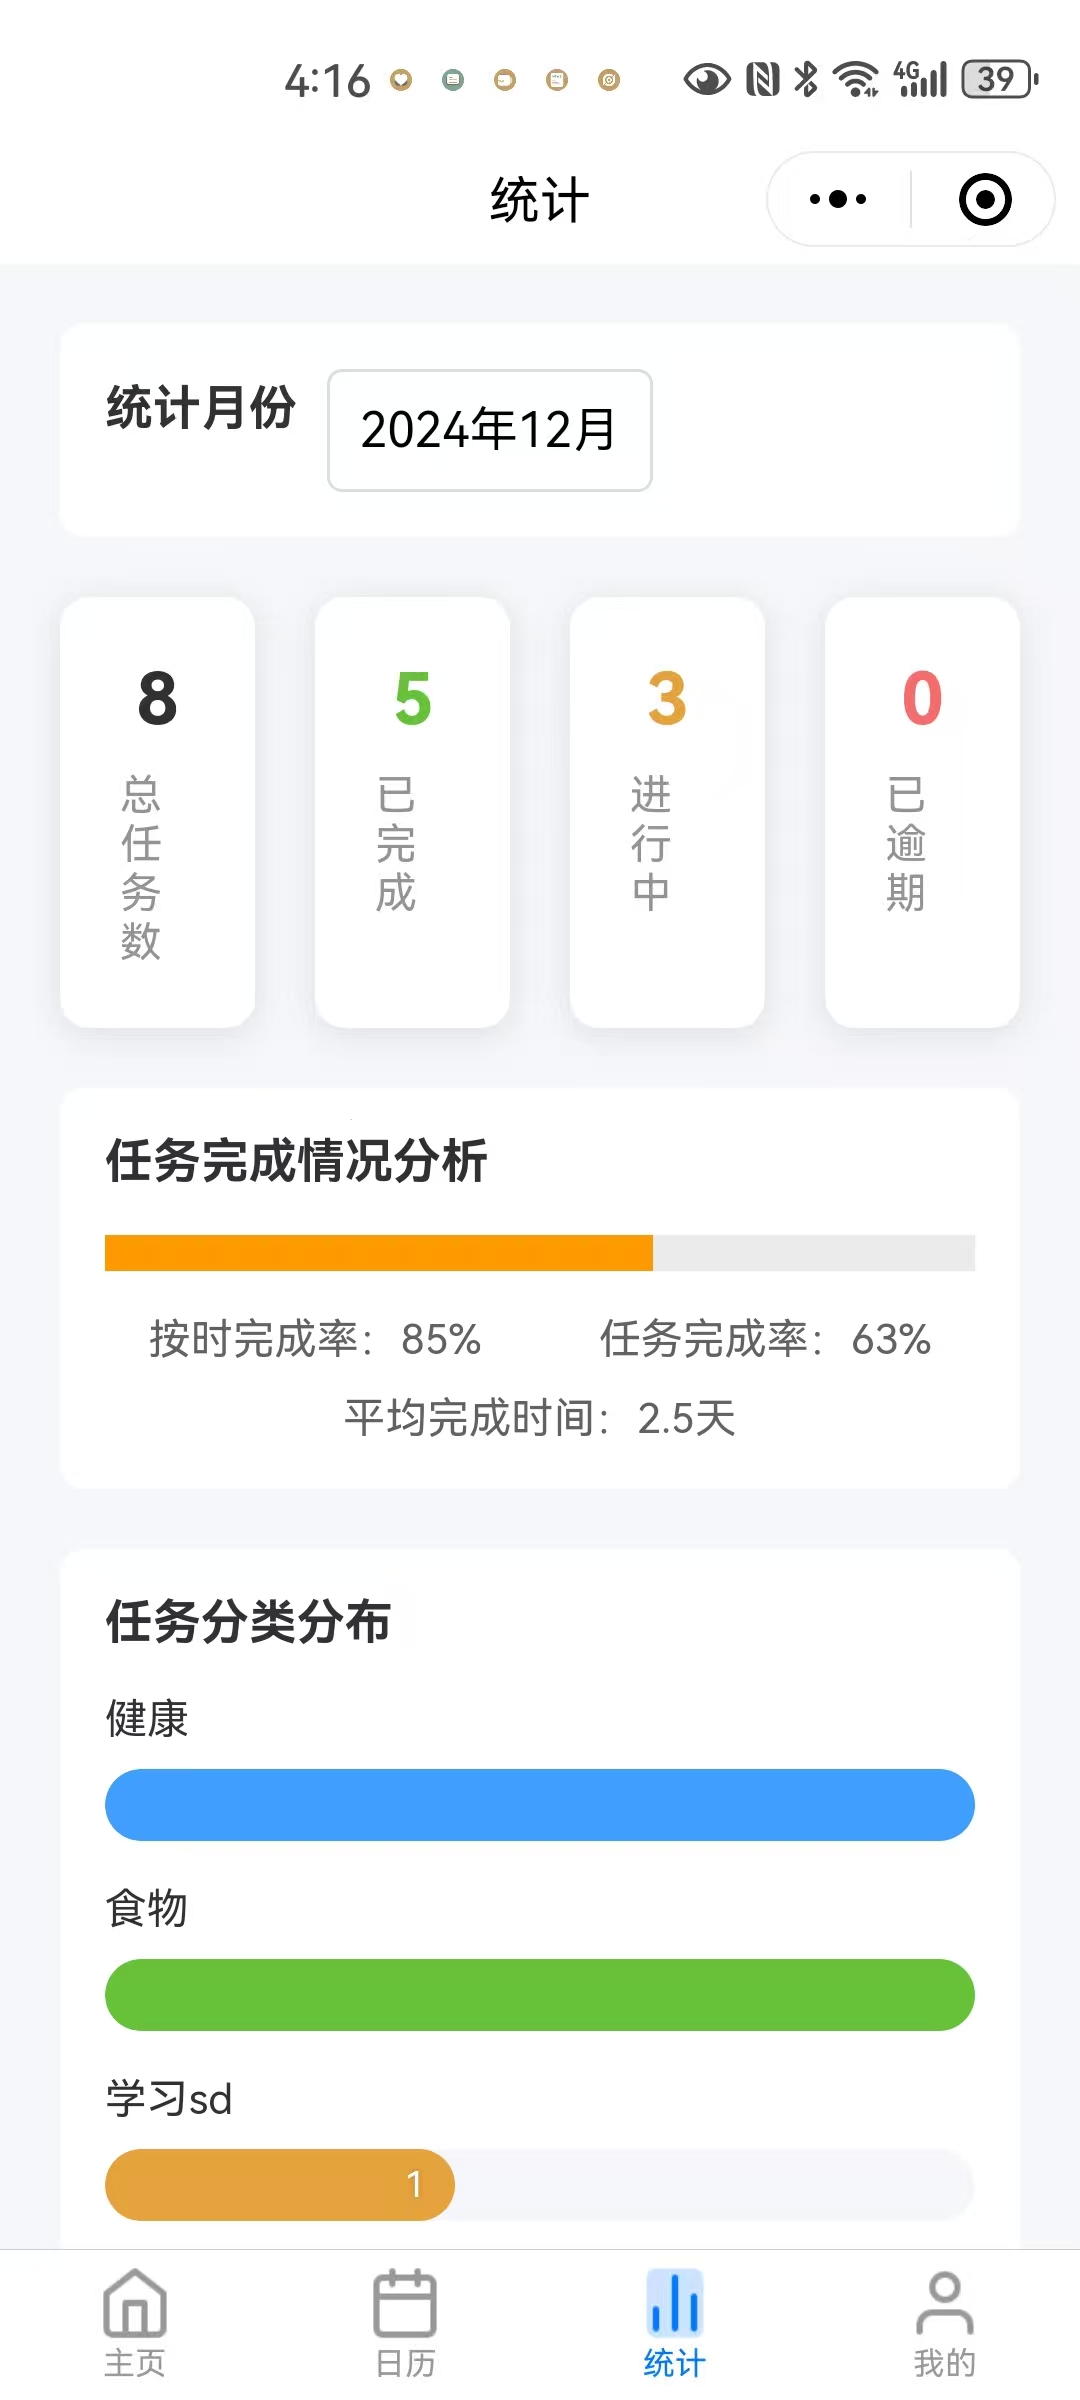 4:16
4G
39
统计
统计月份
2024年12月
8
总任务数
5
已完成
3
进行中
0
已逾期
任务完成情况分析
按时完成率：85%
任务完成率：63%
平均完成时间：2.5天
任务分类分布
健康
食物
学习sd
1
主页
日历
统计
我的